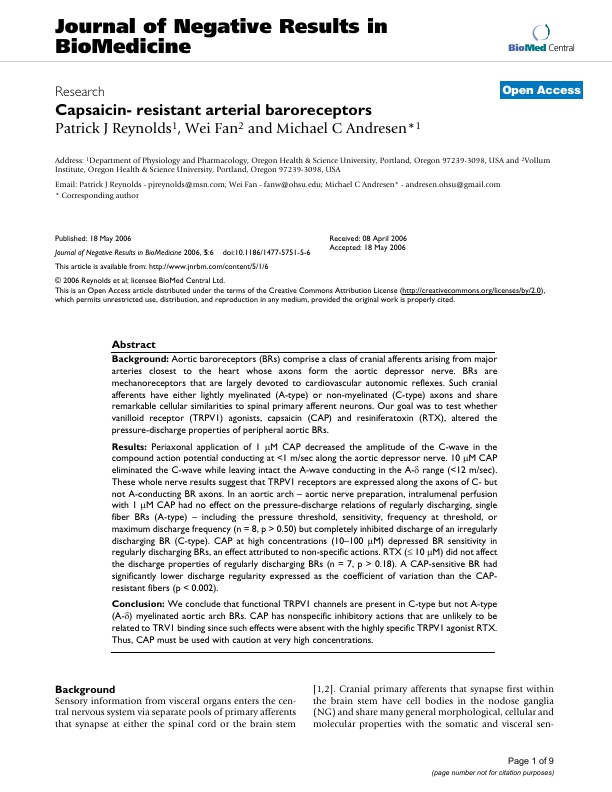 Journal of Negative Results in
BioMedicine
BioMed Central
Research
Open Access
Capsaicin- resistant arterial baroreceptors
Patrick J Reynolds1, Wei Fan2 and Michael C Andresen*1
Address: 1Department of Physiology and Pharmacology, Oregon Health & Science University, Portland, Oregon 97239-3098, USA and 2Vollum
Institute, Oregon Health & Science University, Portland, Oregon 97239-3098, USA
Email: Patrick J Reynolds - pjreynolds@msn.com; Wei Fan - fanw@ohsu.edu; Michael C Andresen* - andresen.ohsu@gmail.com
* Corresponding author
Published: 18 May 2006
Journal of Negative Results in BioMedicine 2006, 5:6 doi:10.1186/1477-5751-5-6
Received: 08 April 2006
Accepted: 18 May 2006
This article is available from: http://www.jnrbm.com/content/5/1/6
© 2006 Reynolds et al; licensee BioMed Central Ltd.
This is an Open Access article distributed under the terms of the Creative Commons Attribution License (http://creativecommons.org/licenses/by/2.0),
which permits unrestricted use, distribution, and reproduction in any medium, provided the original work is properly cited.
Abstract
Background: Aortic baroreceptors (BRs) comprise a class of cranial afferents arising from major
arteries closest to the heart whose axons form the aortic depressor nerve. BRs are
mechanoreceptors that are largely devoted to cardiovascular autonomic reflexes. Such cranial
afferents have either lightly myelinated (A-type) or non-myelinated (C-type) axons and share
remarkable cellular similarities to spinal primary afferent neurons. Our goal was to test whether
vanilloid receptor (TRPV1) agonists, capsaicin (CAP) and resiniferatoxin (RTX), altered the
pressure-discharge properties of peripheral aortic BRs.
Results: Periaxonal application of 1 μM CAP decreased the amplitude of the C-wave in the
compound action potential conducting at <1 m/sec along the aortic depressor nerve. 10 μM CAP
eliminated the C-wave while leaving intact the A-wave conducting in the A-δ range (<12 m/sec).
These whole nerve results suggest that TRPV1 receptors are expressed along the axons of C- but
not A-conducting BR axons. In an aortic arch – aortic nerve preparation, intralumenal perfusion
with 1 μM CAP had no effect on the pressure-discharge relations of regularly discharging, single
fiber BRs (A-type) – including the pressure threshold, sensitivity, frequency at threshold, or
maximum discharge frequency (n = 8, p > 0.50) but completely inhibited discharge of an irregularly
discharging BR (C-type). CAP at high concentrations (10–100 μM) depressed BR sensitivity in
regularly discharging BRs, an effect attributed to non-specific actions. RTX (≤ 10 μM) did not affect
the discharge properties of regularly discharging BRs (n = 7, p > 0.18). A CAP-sensitive BR had
significantly lower discharge regularity expressed as the coefficient of variation than the CAP-
resistant fibers (p < 0.002).
Conclusion: We conclude that functional TRPV1 channels are present in C-type but not A-type
(A-δ) myelinated aortic arch BRs. CAP has nonspecific inhibitory actions that are unlikely to be
related to TRV1 binding since such effects were absent with the highly specific TRPV1 agonist RTX.
Thus, CAP must be used with caution at very high concentrations.
Background
Sensory information from visceral organs enters the cen-
tral nervous system via separate pools of primary afferents
that synapse at either the spinal cord or the brain stem
[1,2]. Cranial primary afferents that synapse first within
the brain stem have cell bodies in the nodose ganglia
(NG) and share many general morphological, cellular and
molecular properties with the somatic and visceral sen-
Page 1 of 9
(page number not for citation purposes)